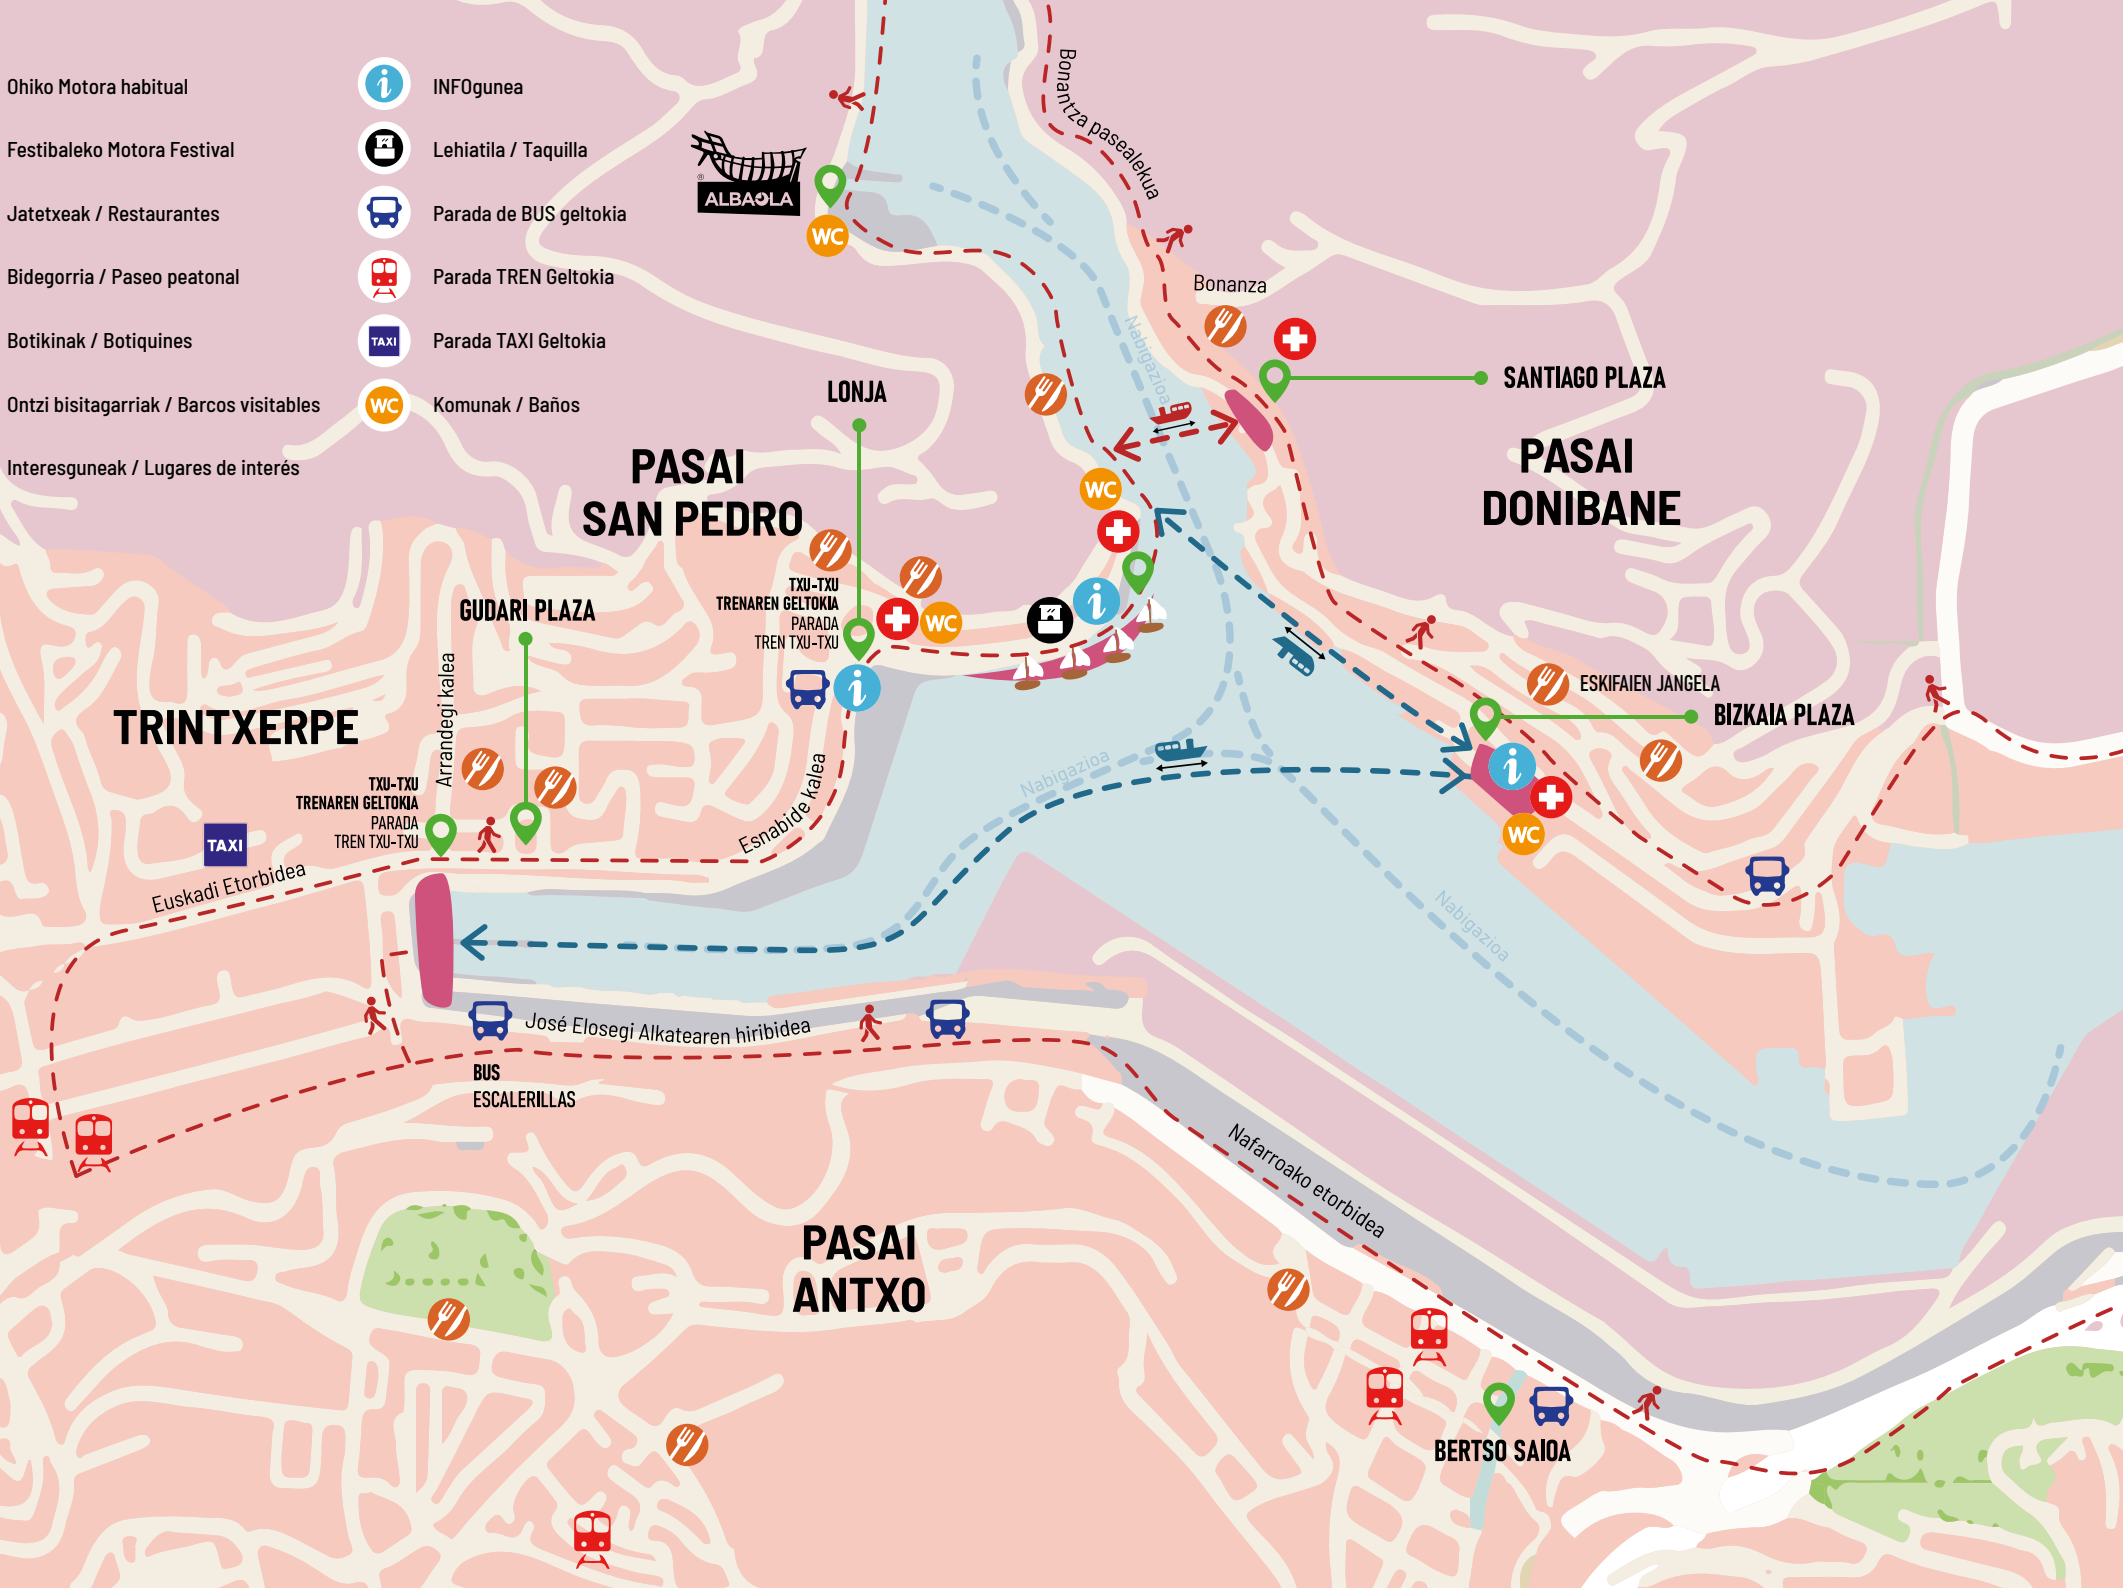 Ohiko Motora habitual
Festibaleko Motora Festival
Jatetxeak / Restaurantes
Bidegorria / Paseo peatonal
Botikinak / Botiquines
Ontzi bisitagarriak / Barcos visitables
Interesguneak / Lugares de interés
INFOgunea
Lehiatila / Taquilla
Parada de BUS geltokia
Parada TREN Geltokia
TAXI
Parada TAXI Geltokia
WC
Komunak / Baños
® ALBAOLA
WC
Bonantza pasealekua
Bonanza
Nabigazioa
SANTIAGO PLAZA
LONJA
PASAI
SAN PEDRO
PASAI
DONIBANE
WC
TXU-TXU
TRENAREN GELTOKIA
PARADA
TREN TXU-TXU
WC
GUDARI PLAZA
Arrandegi kalea
TRINTXERPE
ESKIFAIEN JANGELA
BIZKAIA PLAZA
WC
Nabigazioa
Esnabide kalea
TXU-TXU
TRENAREN GELTOKIA
PARADA
TREN TXU-TXU
TAXI
Euskadi Etorbidea
Nabigazioa
José Elosegi Alkatearen hiribidea
BUS
ESCALERILLAS
Nafarroako etorbidea
PASAI
ANTXO
BERTSO SAIOA